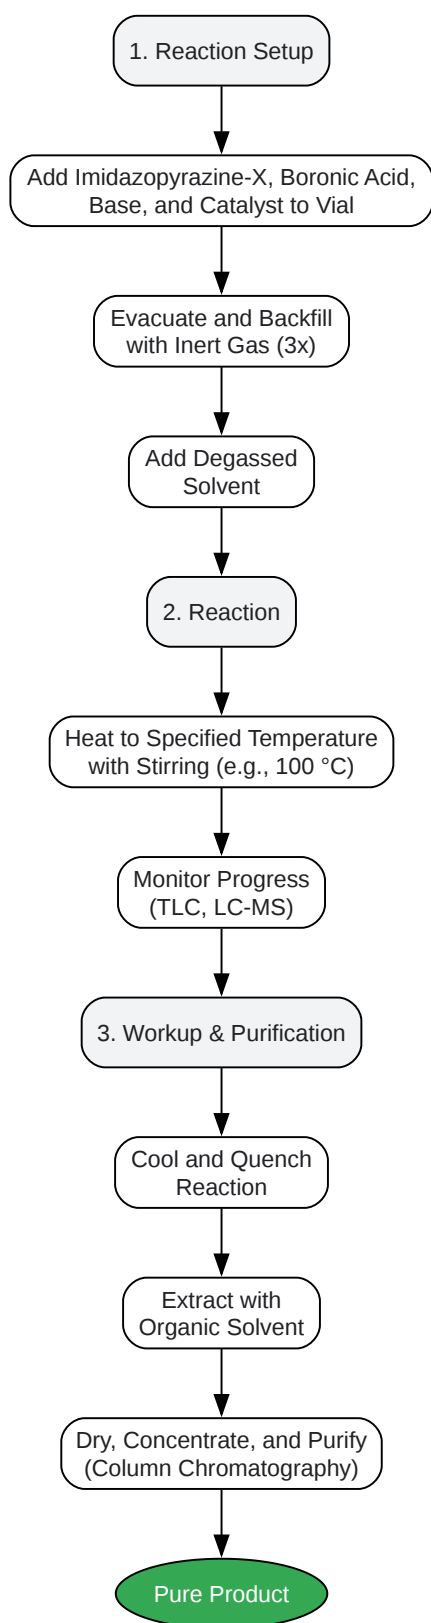 1. Reaction Setup
Add Imidazopyrazine-X, Boronic Acid,
Base, and Catalyst to Vial
Evacuate and Backfill
with Inert Gas (3x)
Add Degassed
Solvent
2. Reaction
Heat to Specified Temperature
with Stirring (e.g., 100 °C)
Monitor Progress
(TLC, LC-MS)
3. Workup & Purification
Cool and Quench
Reaction
Extract with
Organic Solvent
Dry, Concentrate, and Purify
(Column Chromatography)
Pure Product